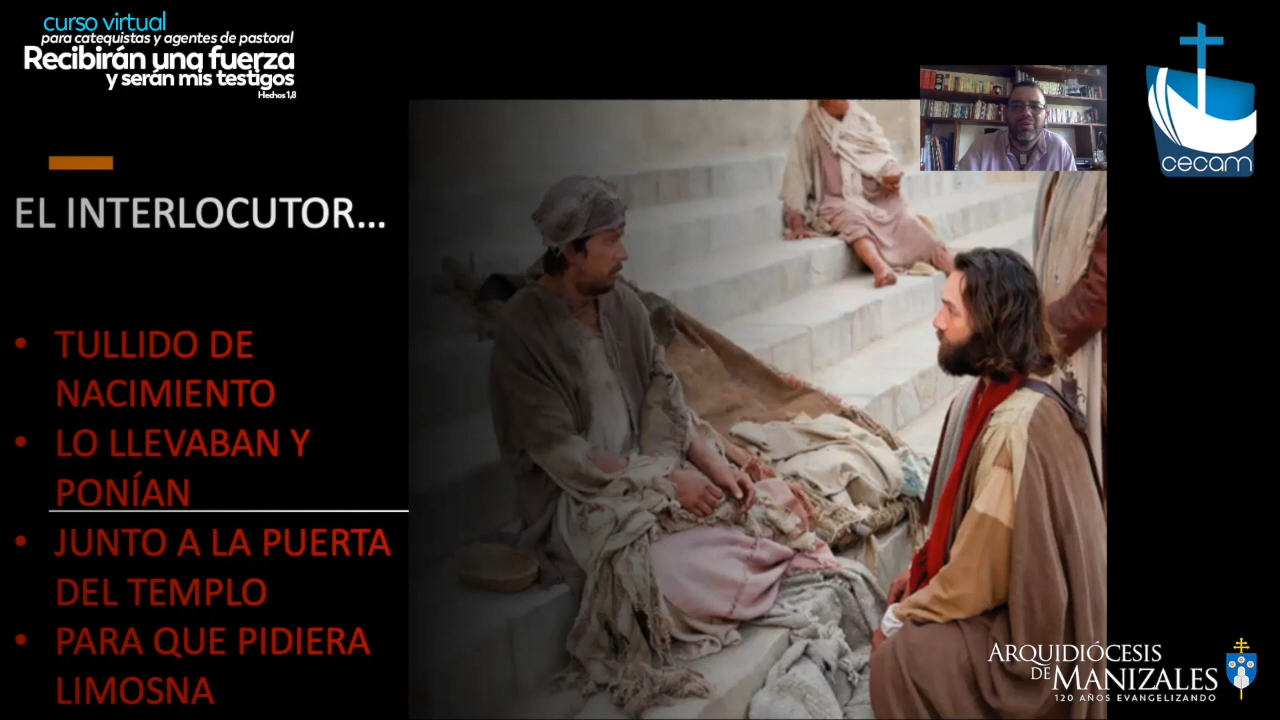 curso virtual
para catequistas y agentes de pastoral
Recibirán una fuerza
y serán mis testigos
Hechos 1,8
cecam
EL INTERLOCUTOR...
• TULLIDO DE
NACIMIENTO
• LO LLEVABAN Y
PONÍAN
• JUNTO A LA PUERTA
DEL TEMPLO
• PARA QUE PIDIERA
LIMOSNA
ARQUIDIÓCESIS
DE MANIZALES
120 AÑOS EVANGELIZANDO